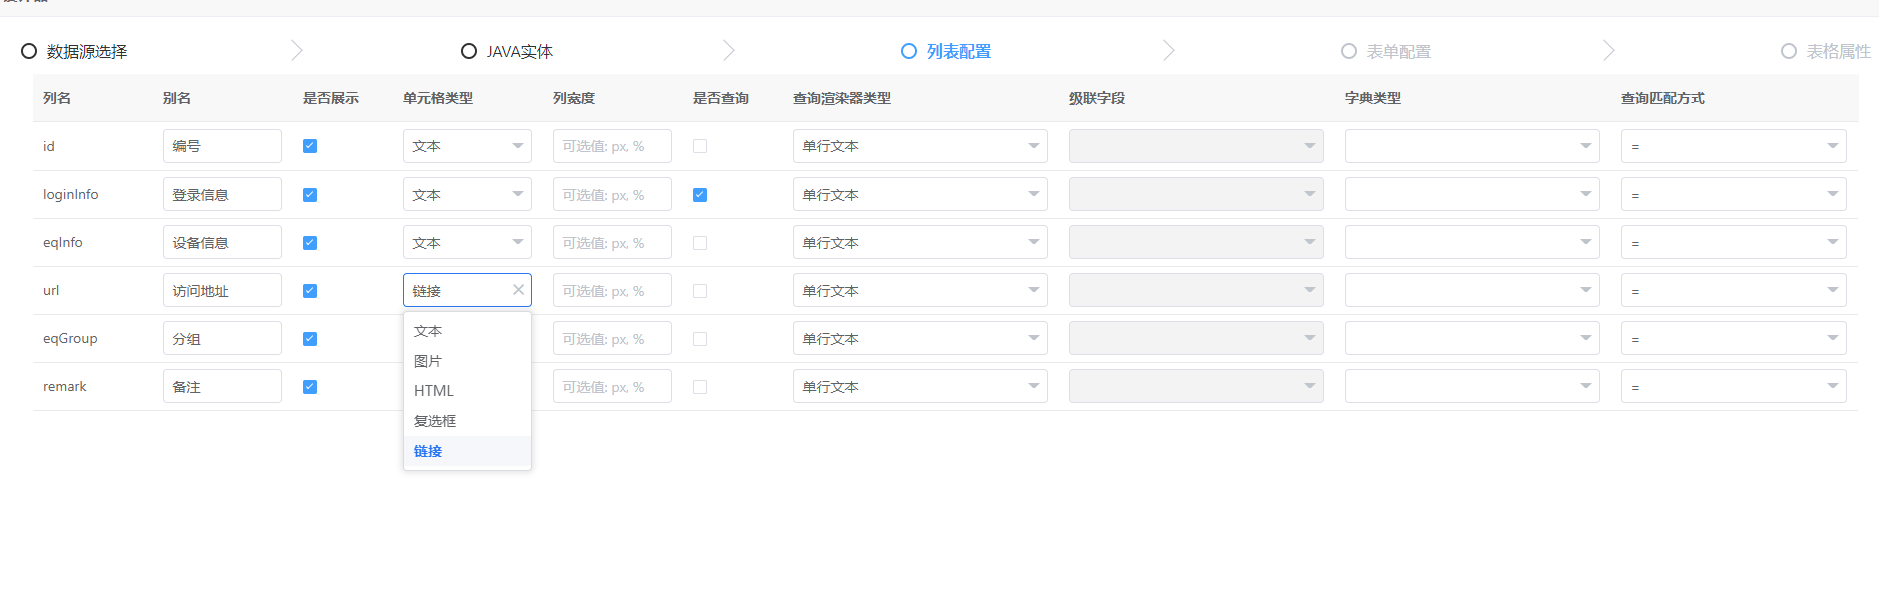 数据源选择 JAVA实体 列表配置 表单配置 表格属性
列名 别名 是否展示 单元格类型 列宽度 是否查询 查询渲染器类型 级联字段 字典类型 查询匹配方式
id 编号 文本 可选值: px, % 单行文本 =
loginInfo 登录信息 文本 可选值: px, % 单行文本 =
eqInfo 设备信息 文本 可选值: px, % 单行文本 =
url 访问地址 链接 可选值: px, % 单行文本 =
eqGroup 分组 可选值: px, % 单行文本 =
remark 备注 可选值: px, % 单行文本 =
文本
图片
HTML
复选框
链接